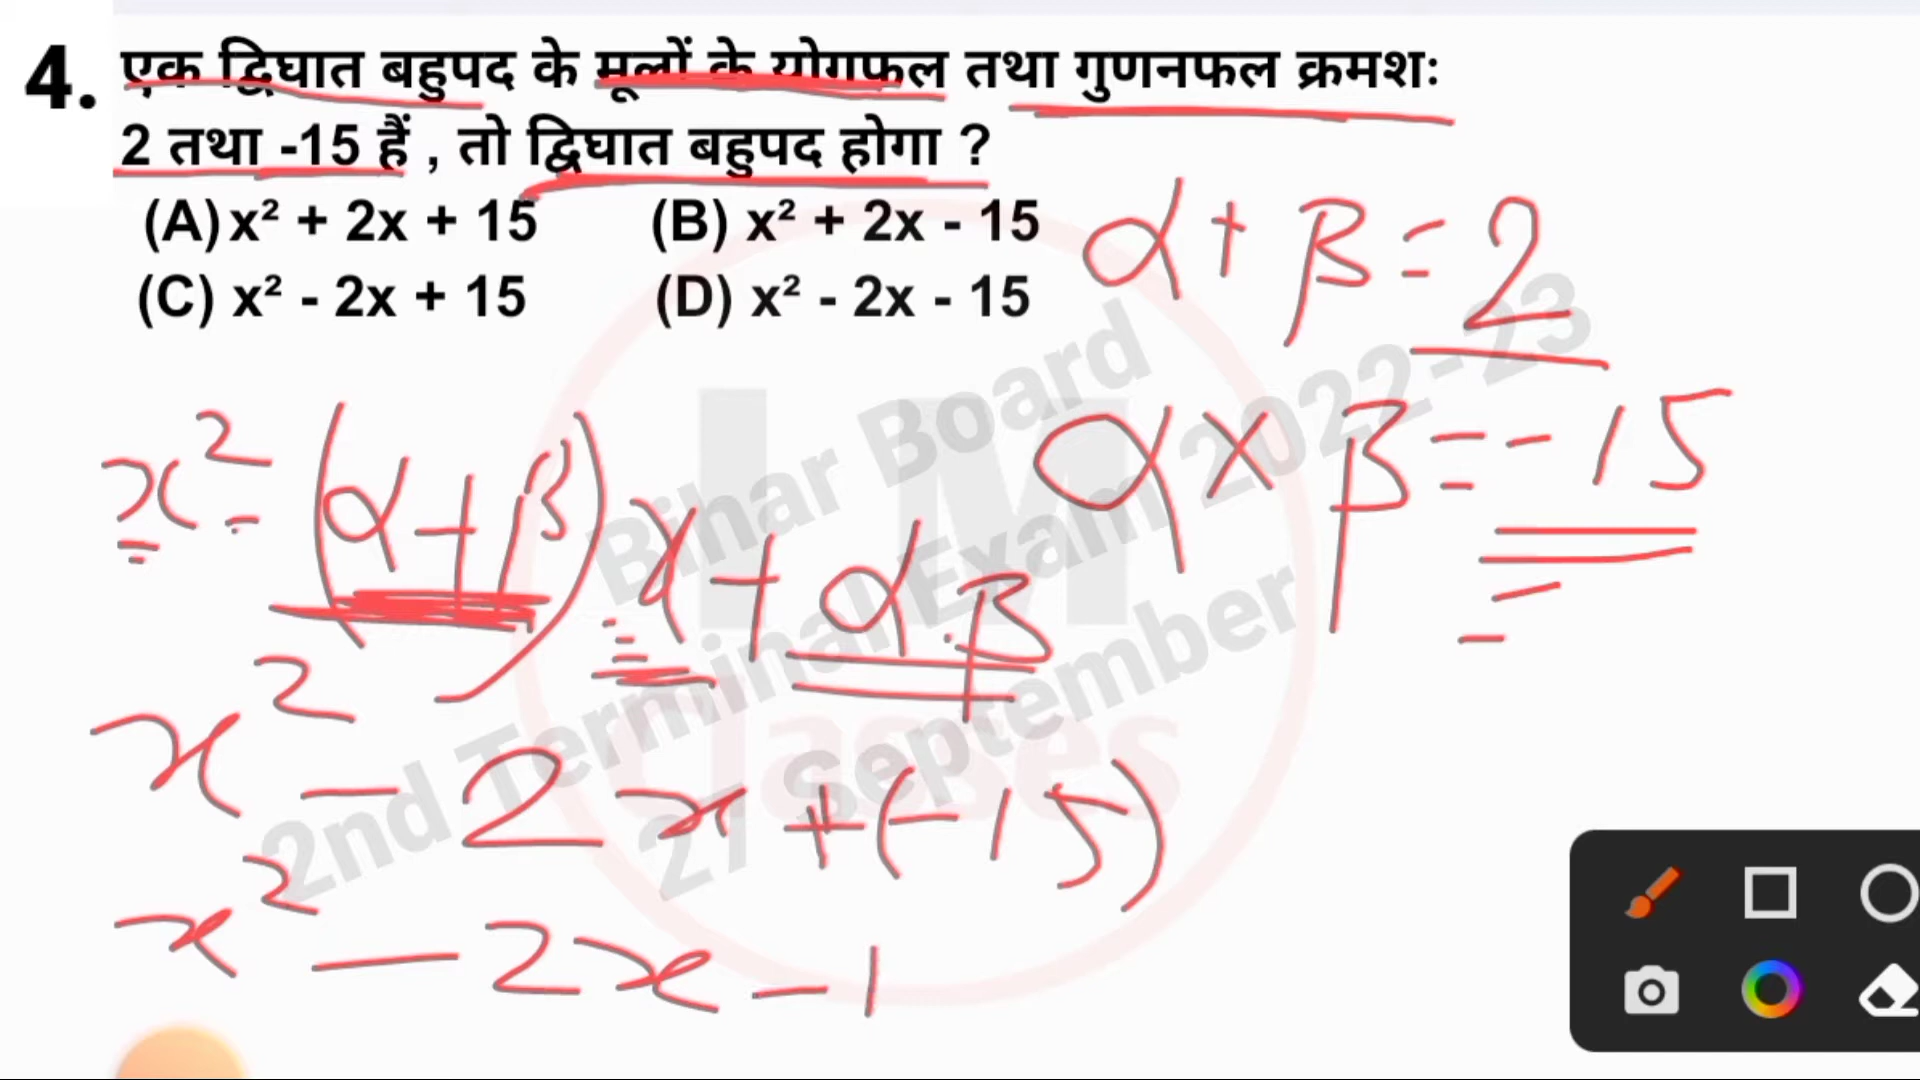 4. एक द्विघात बहुपद के मूलों के योगफल तथा गुणनफल क्रमशः
2 तथा -15 हैं , तो द्विघात बहुपद होगा ?
(A) x² + 2x + 15 (B) x² + 2x - 15
(C) x² - 2x + 15 (D) x² - 2x - 15
α + β = 2
α × β = -15
x² - (α + β) x + α.β
x² - 2x + (-15)
x² - 2x - 1
Bihar Board
2nd Terminal Exam 2022-23
27 September
Classes